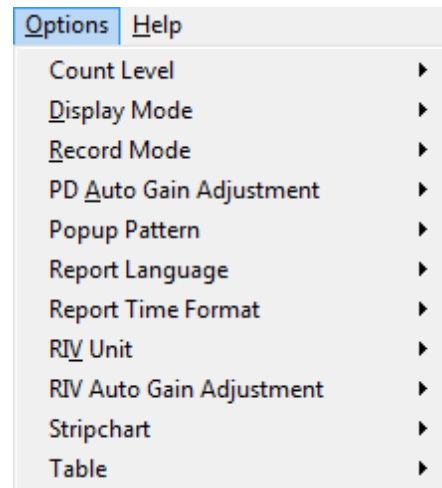 Options Help
Count Level
Display Mode
Record Mode
PD Auto Gain Adjustment
Popup Pattern
Report Language
Report Time Format
RIV Unit
RIV Auto Gain Adjustment
Stripchart
Table